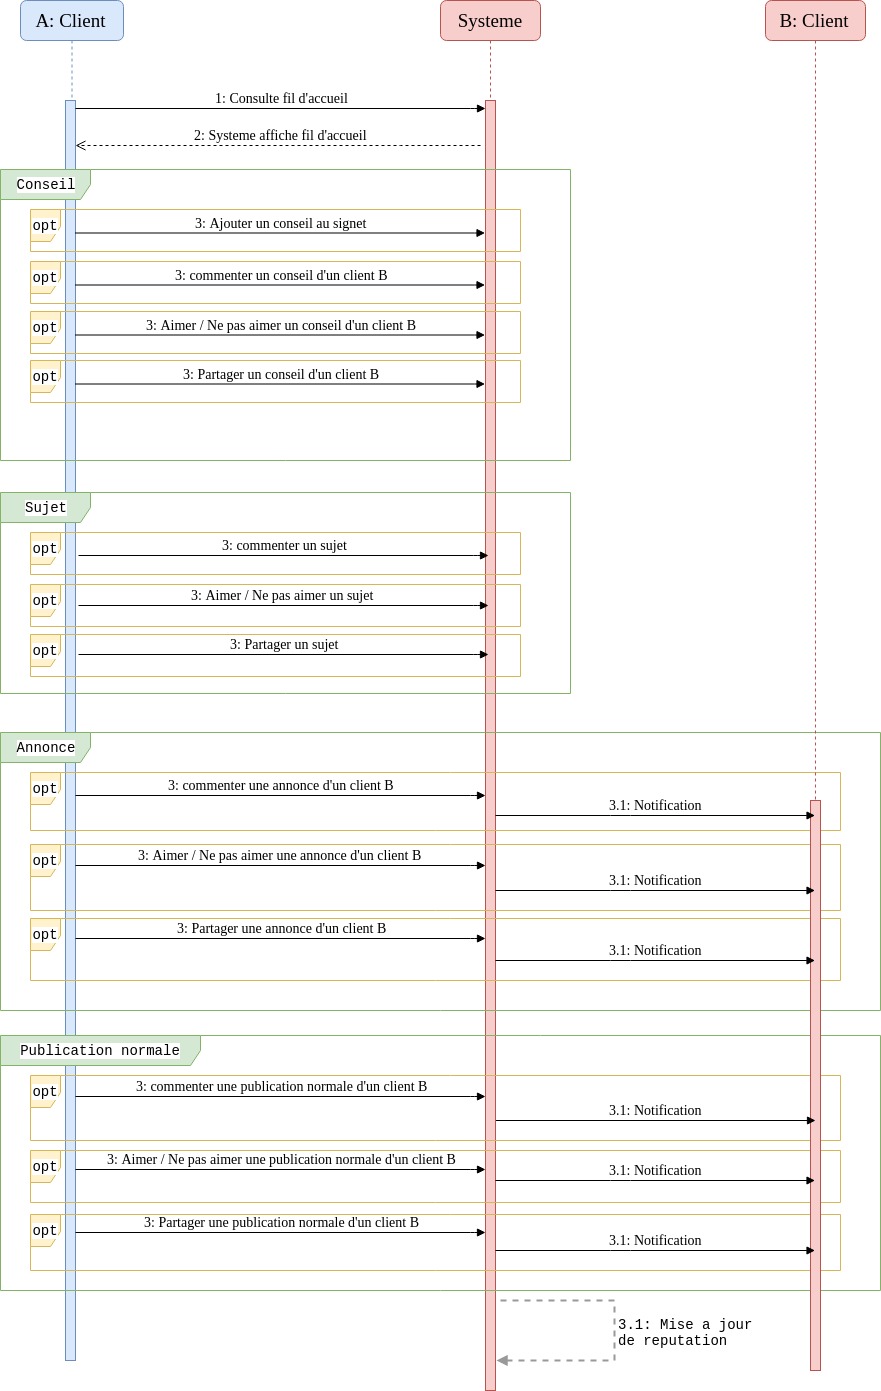 A: Client
Systeme
B: Client
1: Consulte fil d'accueil
2: Systeme affiche fil d'accueil
Conseil
opt
3: Ajouter un conseil au signet
opt
3: commenter un conseil d'un client B
opt
3: Aimer / Ne pas aimer un conseil d'un client B
opt
3: Partager un conseil d'un client B
Sujet
opt
3: commenter un sujet
opt
3: Aimer / Ne pas aimer un sujet
opt
3: Partager un sujet
Annonce
opt
3: commenter une annonce d'un client B
3.1: Notification
opt
3: Aimer / Ne pas aimer une annonce d'un client B
3.1: Notification
opt
3: Partager une annonce d'un client B
3.1: Notification
Publication normale
opt
3: commenter une publication normale d'un client B
3.1: Notification
opt
3: Aimer / Ne pas aimer une publication normale d'un client B
3.1: Notification
opt
3: Partager une publication normale d'un client B
3.1: Notification
3.1: Mise a jour
de reputation